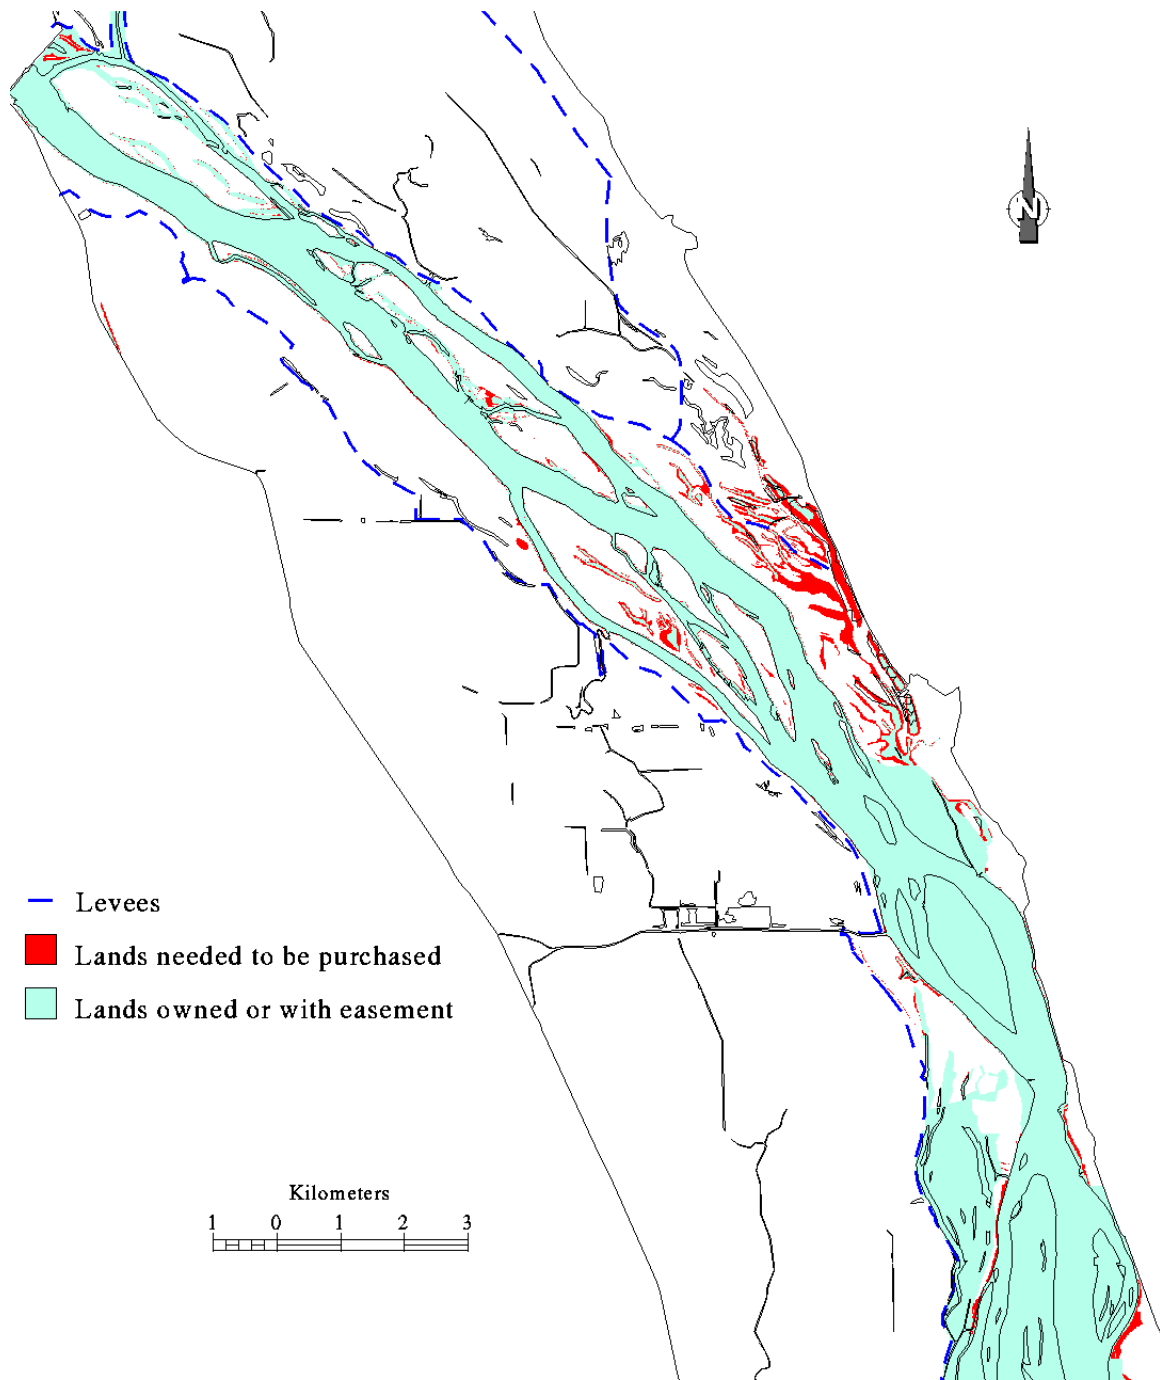 N
Levees
Lands needed to be purchased
Lands owned or with easement
Kilometers
1 0 1 2 3